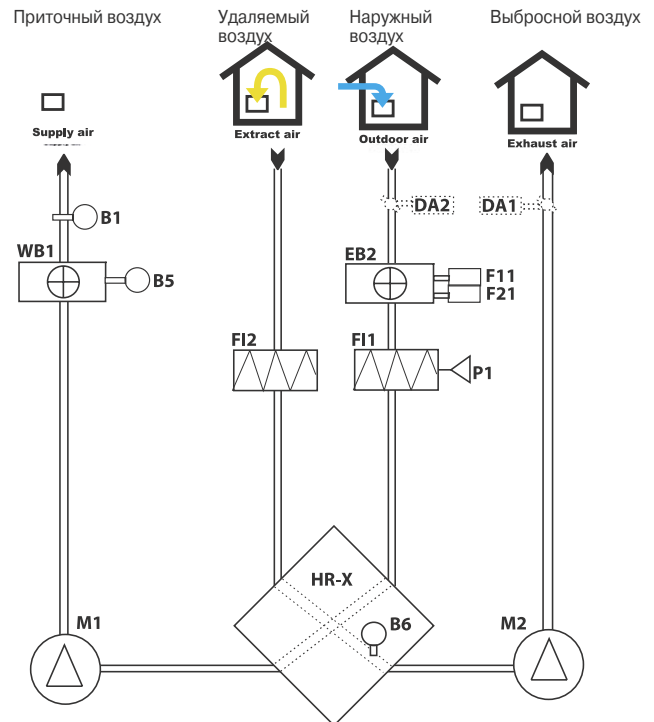 Приточный воздух
Удаляемый
воздух
Наружный
воздух
Выбросной воздух
Supply air
Extract air
Outdoor air
Exhaust air
DA2
DA1
B1
WB1
B5
EB2
F11
F21
FI2
FI1
P1
HR-X
B6
M1
M2